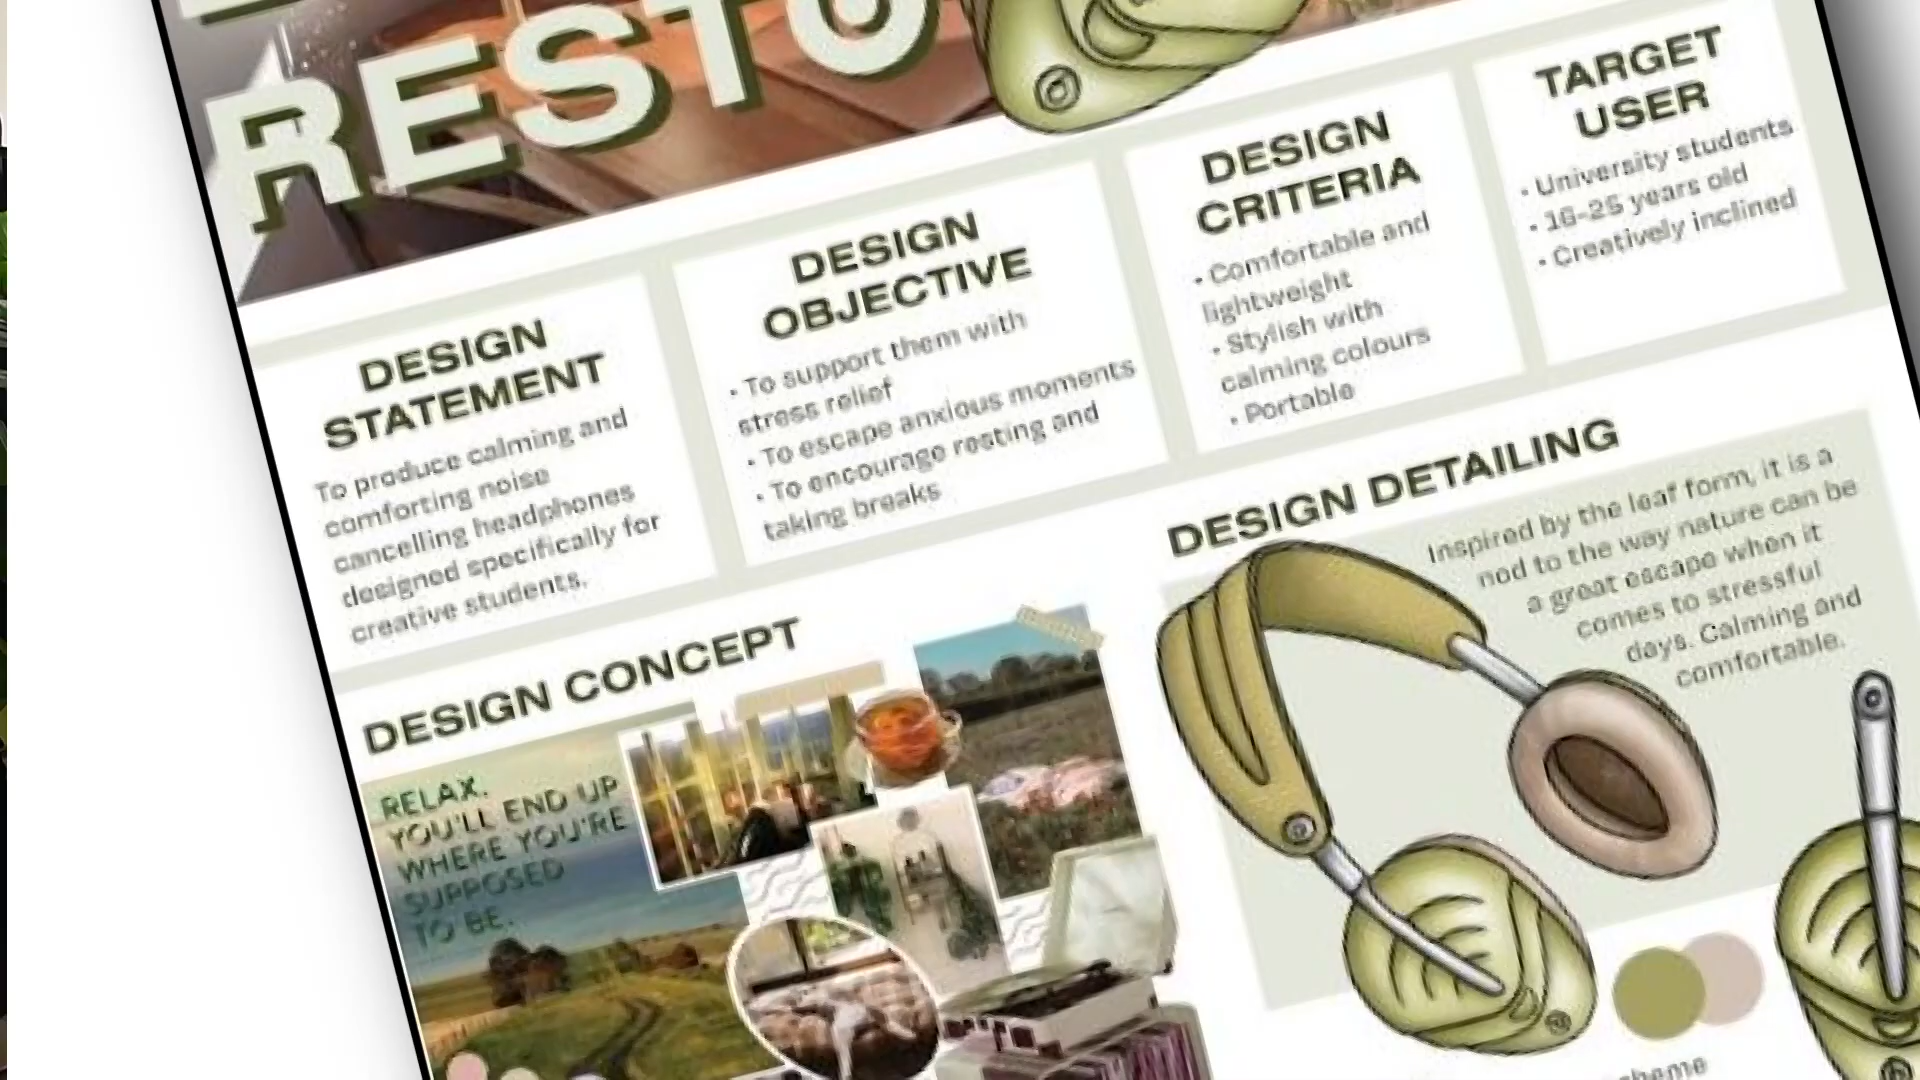 RESTO
DESIGN
STATEMENT
To produce calming and
comforting noise
cancelling headphones
designed specifically for
creative students.
DESIGN
OBJECTIVE
• To support them with
stress relief
• To escape anxious moments
• To encourage resting and
taking breaks
DESIGN
CRITERIA
• Comfortable and
lightweight
• Stylish with
calming colours
• Portable
TARGET
USER
• University students
• 16-25 years old
• Creatively inclined
DESIGN CONCEPT
RELAX.
YOU'LL END UP
WHERE YOU'RE
SUPPOSED
TO BE.
DESIGN DETAILING
Inspired by the leaf form, it is a
nod to the way nature can be
a great escape when it
comes to stressful
days. Calming and
comfortable.